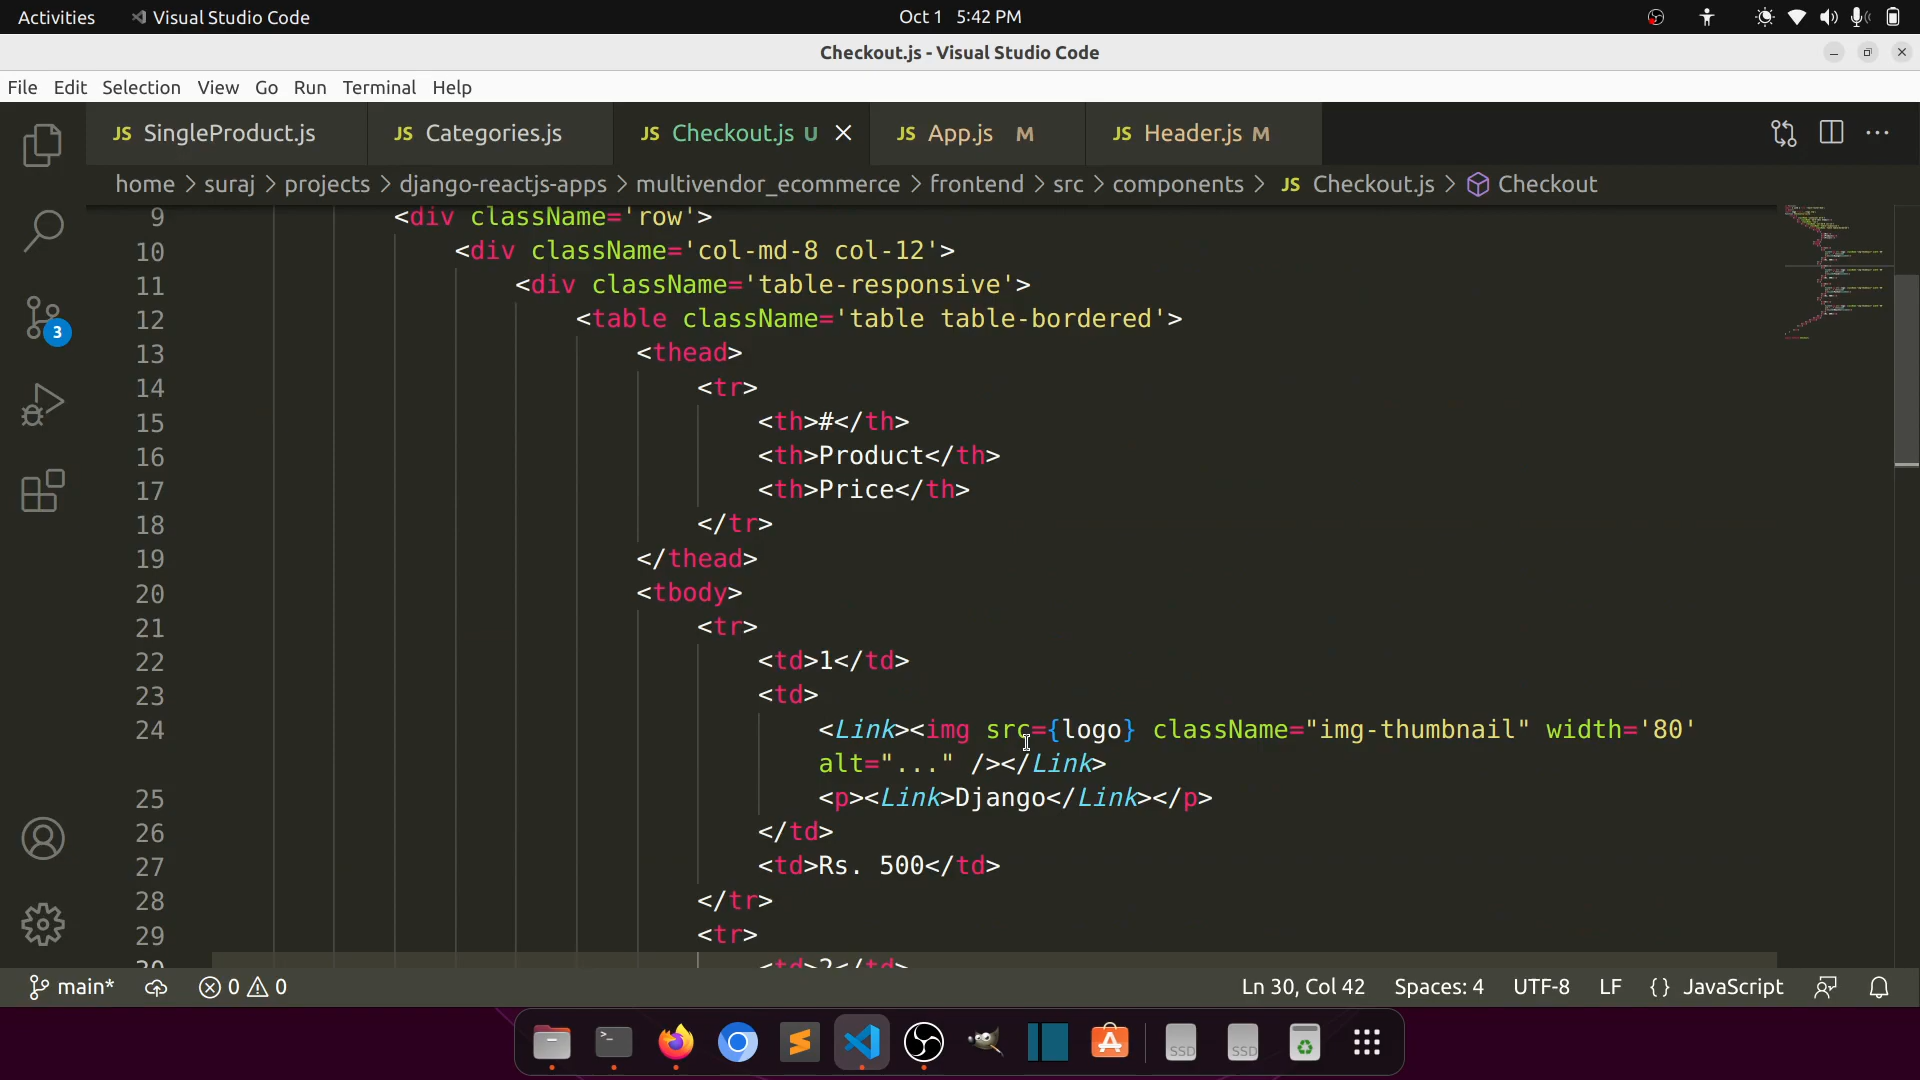 Activities Visual Studio Code Oct 1 5:42 PM
Checkout.js - Visual Studio Code
File Edit Selection View Go Run Terminal Help
JS SingleProduct.js JS Categories.js JS Checkout.js U JS App.js M JS Header.js M
home > suraj > projects > django-reactjs-apps > multivendor_ecommerce > frontend > src > components > JS Checkout.js > Checkout
9 <div className='row'>
10 <div className='col-md-8 col-12'>
11 <div className='table-responsive'>
12 <table className='table table-bordered'>
13 <thead>
14 <tr>
15 <th>#</th>
16 <th>Product</th>
17 <th>Price</th>
18 </tr>
19 </thead>
20 <tbody>
21 <tr>
22 <td>1</td>
23 <td>
24 <Link><img src={logo} className="img-thumbnail" width='80'
alt="..." /></Link>
25 <p><Link>Django</Link></p>
26 </td>
27 <td>Rs. 500</td>
28 </tr>
29 <tr>
30 <td>2</td>
3
main* 0 0 Ln 30, Col 42 Spaces: 4 UTF-8 LF {} JavaScript
SSD SSD